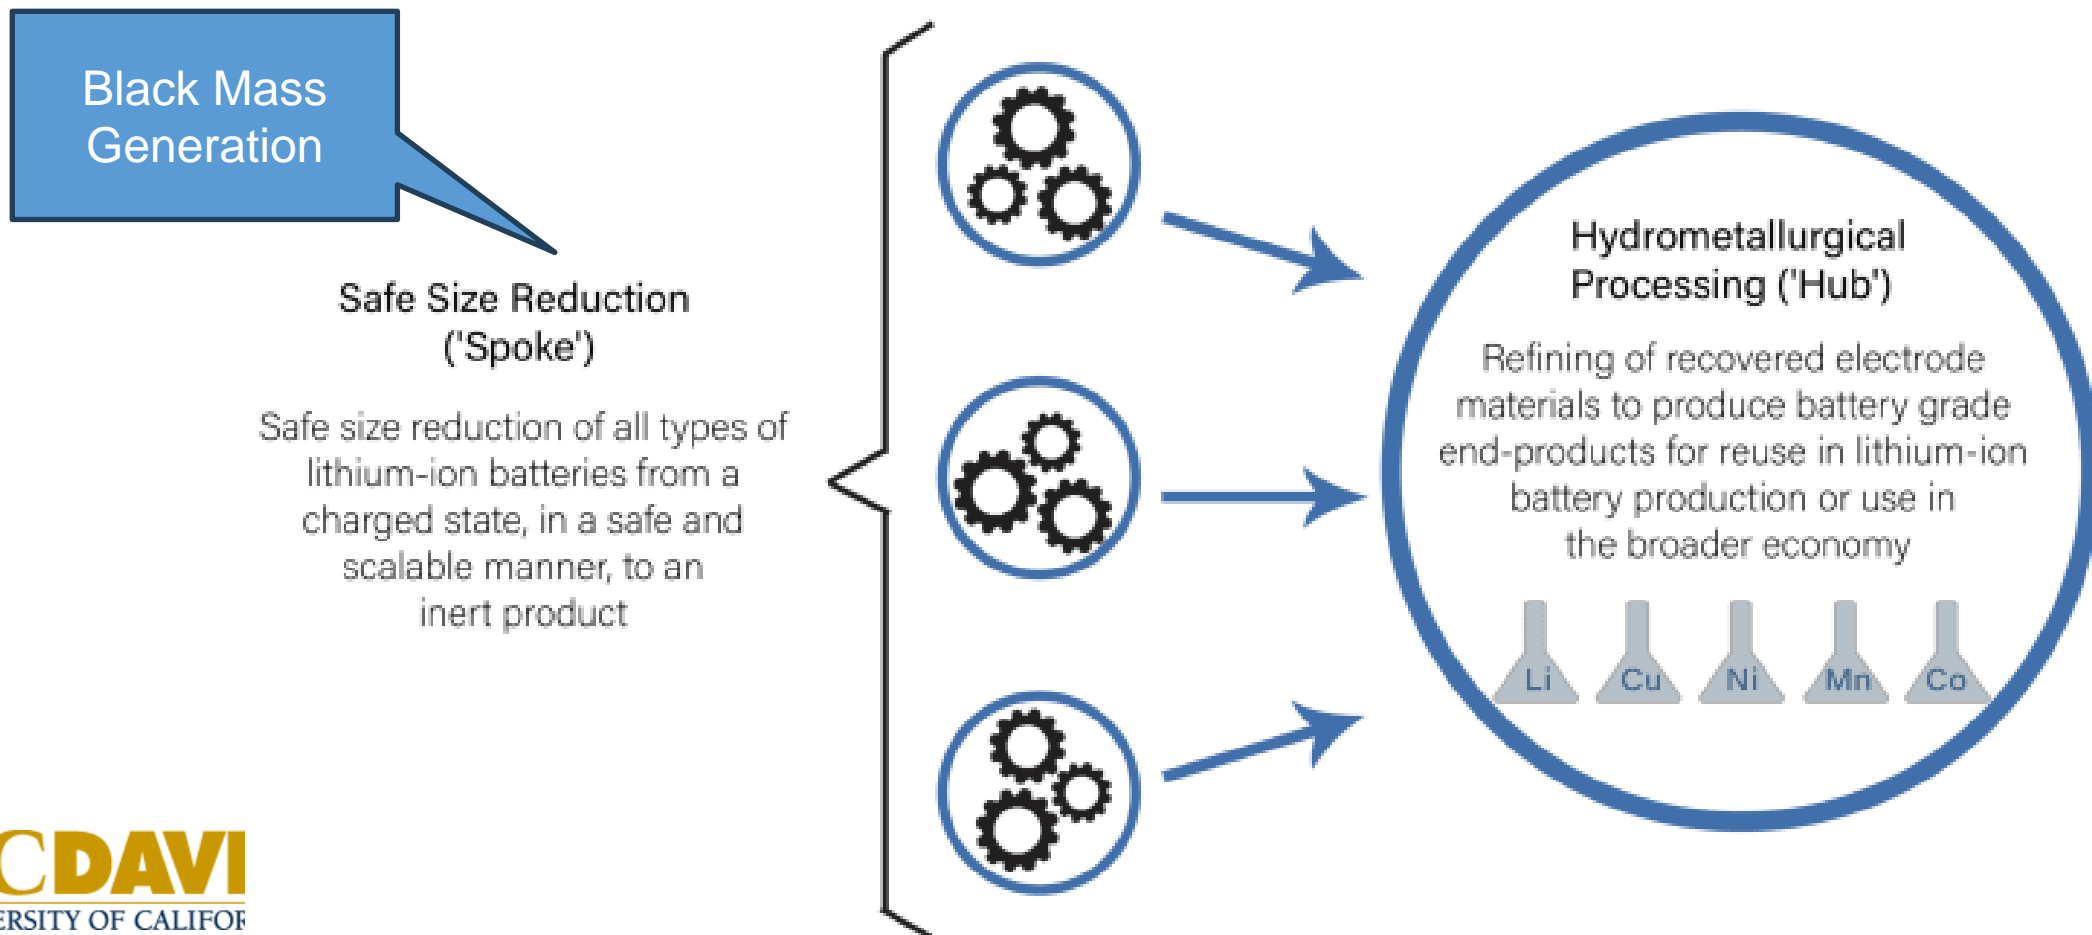 Black Mass
Generation
Safe Size Reduction
('Spoke')
Safe size reduction of all types of
lithium-ion batteries from a
charged state, in a safe and
scalable manner, to an
inert product
Hydrometallurgical
Processing ('Hub')
Refining of recovered electrode
materials to produce battery grade
end-products for reuse in lithium-ion
battery production or use in
the broader economy
Li Cu Ni Mn Co
CDAVI
ERSITY OF CALIFOR